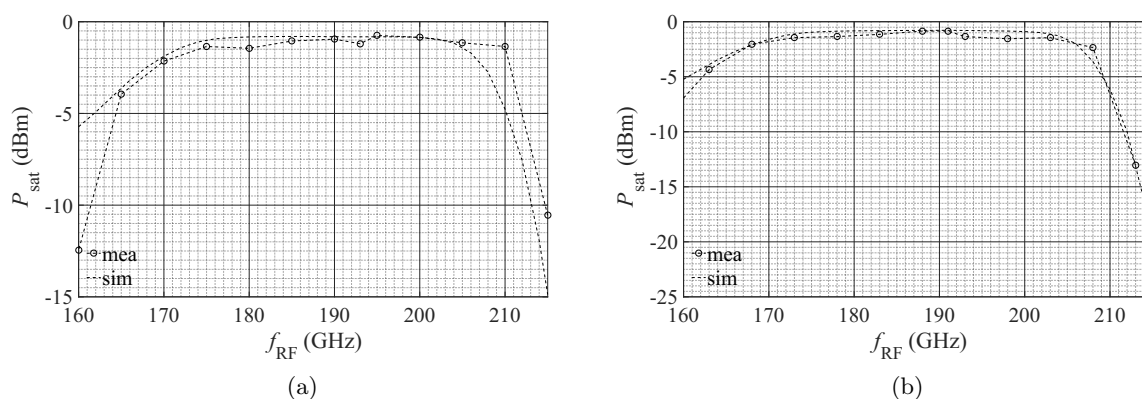 0
-5
-10
-15
P_sat (dBm)
mea
sim
160 170 180 190 200 210
f_RF (GHz)
(a)
0
-5
-10
-15
-20
-25
P_sat (dBm)
mea
sim
160 170 180 190 200 210
f_RF (GHz)
(b)